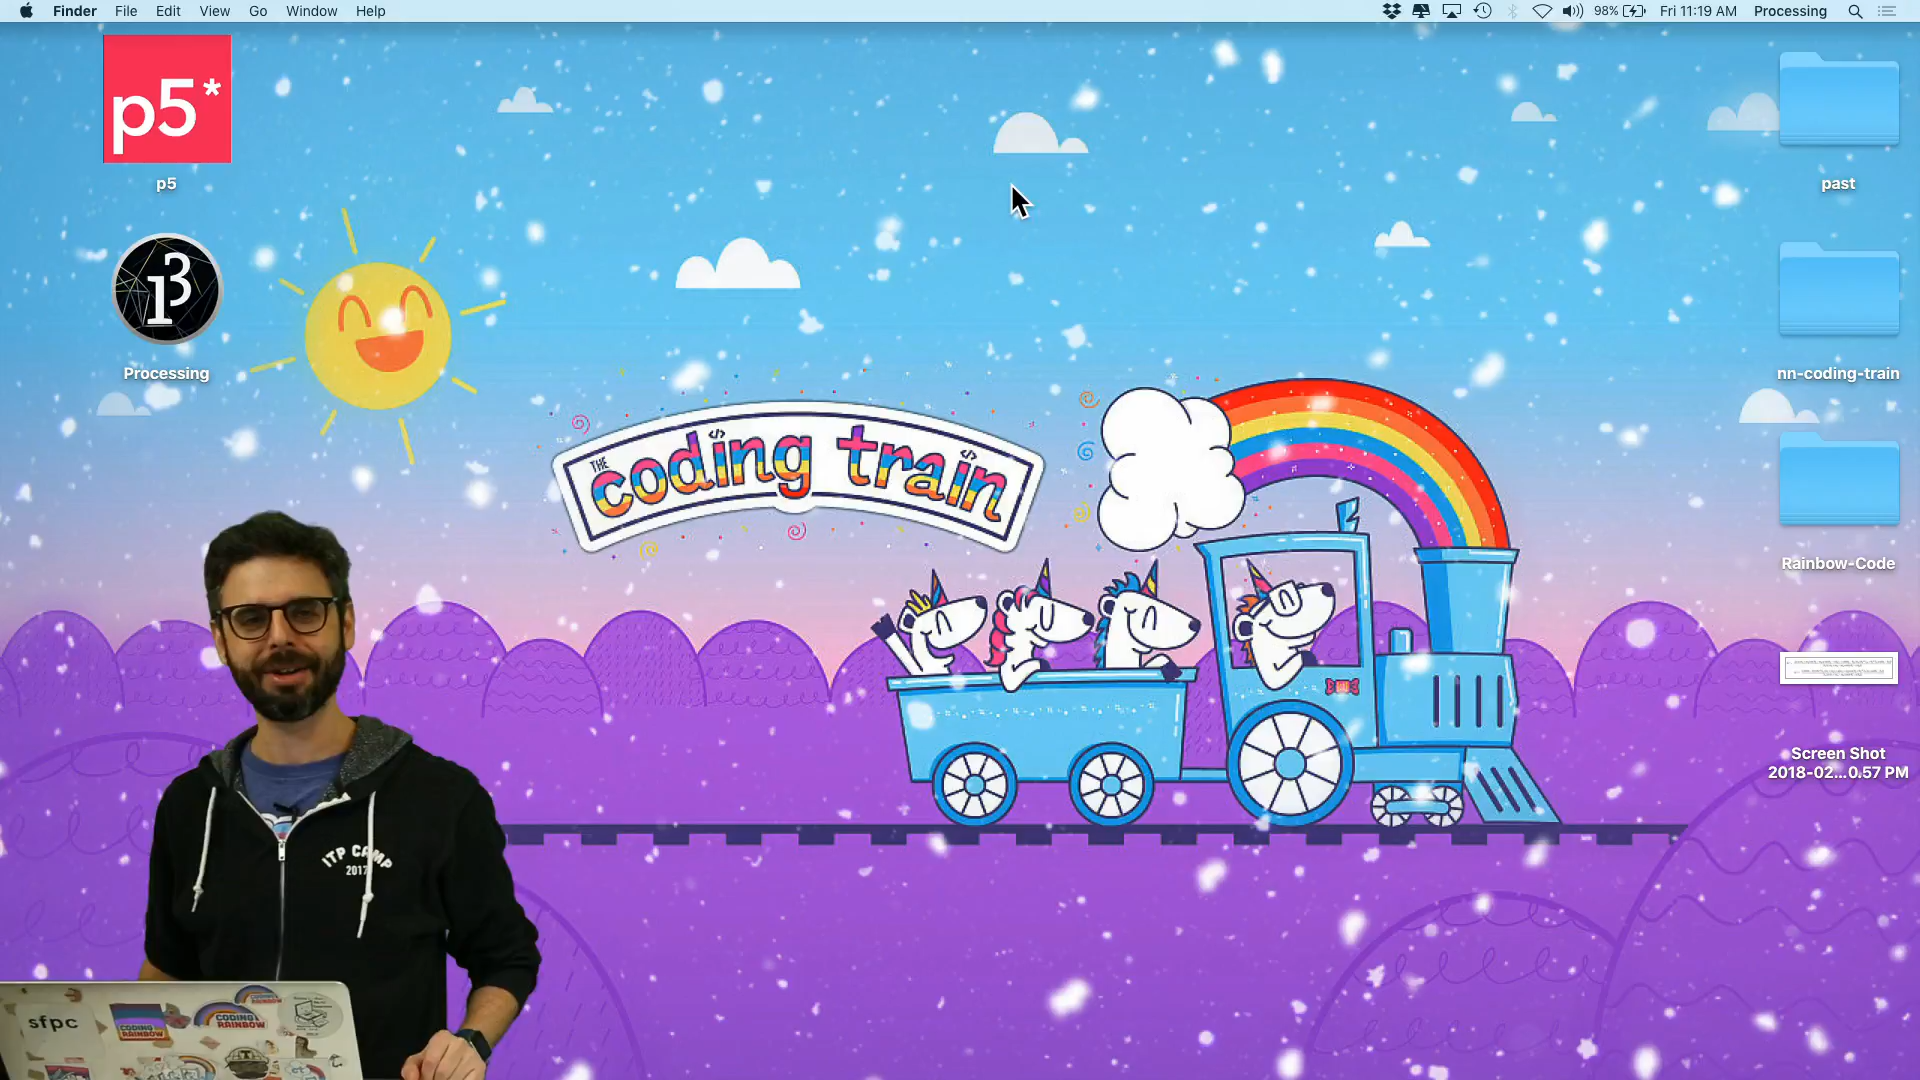 Finder File Edit View Go Window Help
98% Fri 11:19 AM Processing
p5*
p5
past
Processing
nn-coding-train
THE coding train
Rainbow-Code
Screen Shot
2018-02...0.57 PM
ITP CAMP
2017
sfpc
CODING
RAINBOW
CODING
RAINBOW